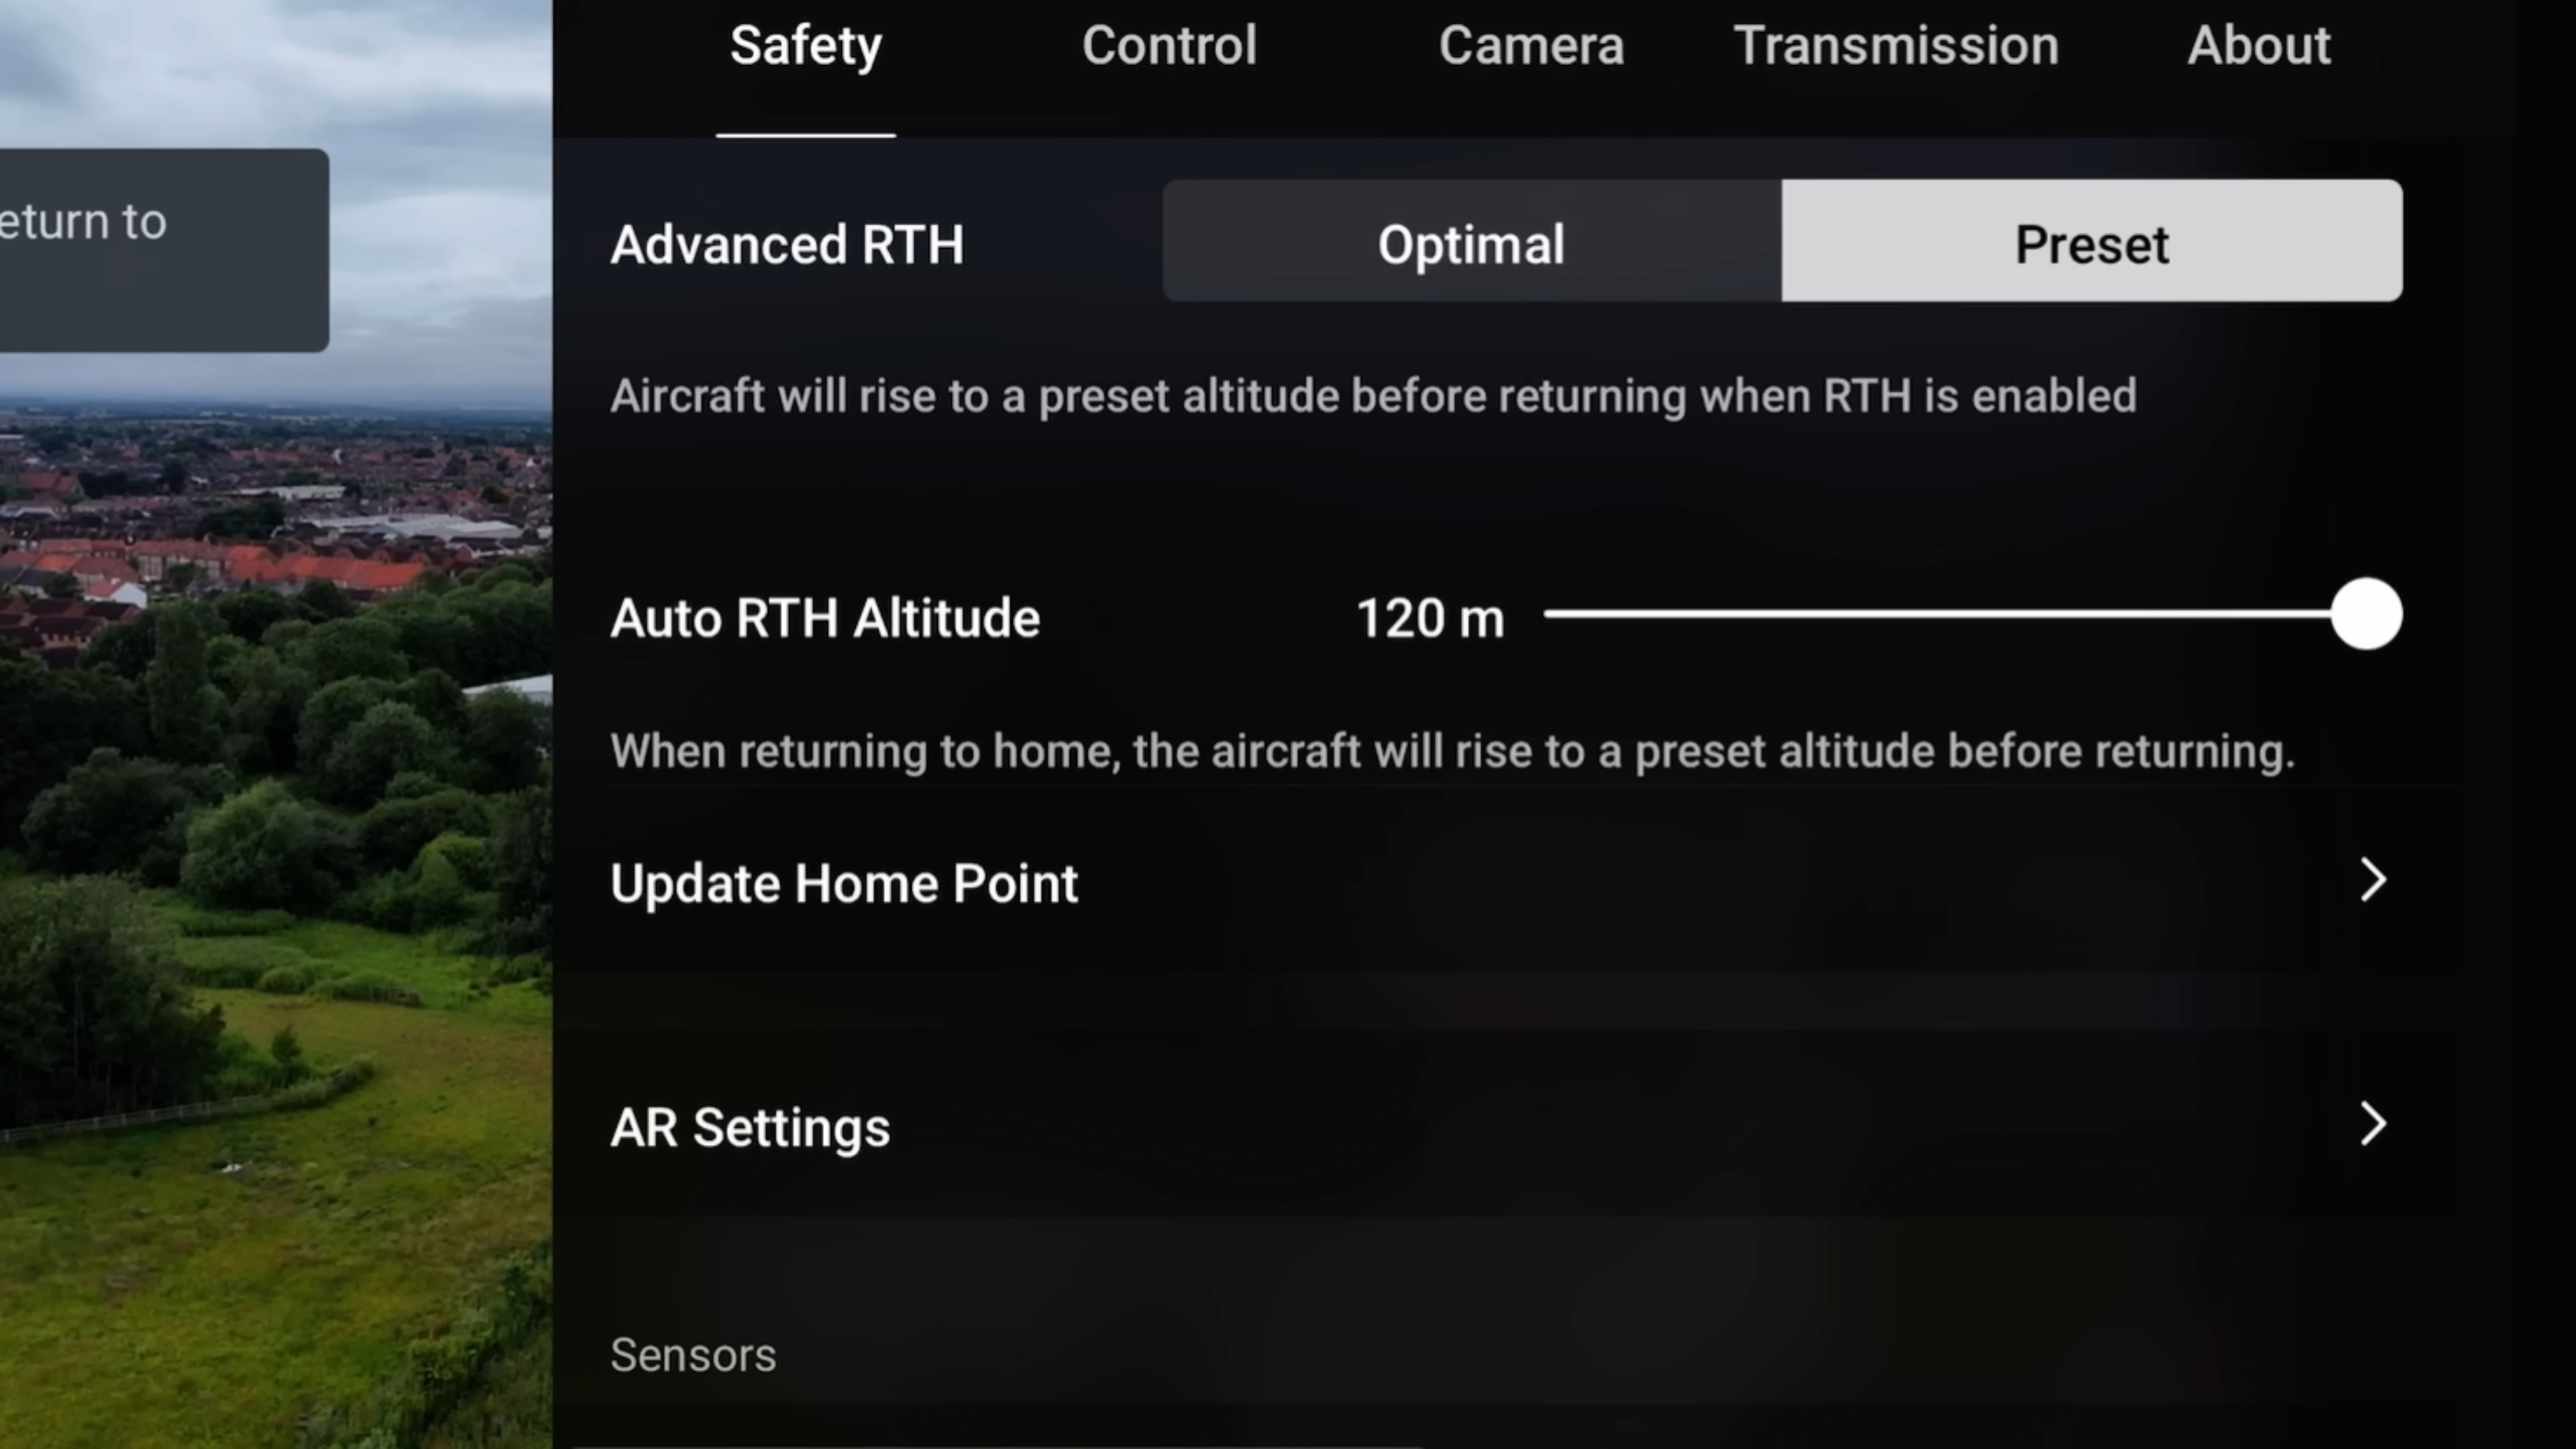 Safety Control Camera Transmission About
eturn to
Advanced RTH Optimal Preset
Aircraft will rise to a preset altitude before returning when RTH is enabled
Auto RTH Altitude 120 m
When returning to home, the aircraft will rise to a preset altitude before returning.
Update Home Point
AR Settings
Sensors